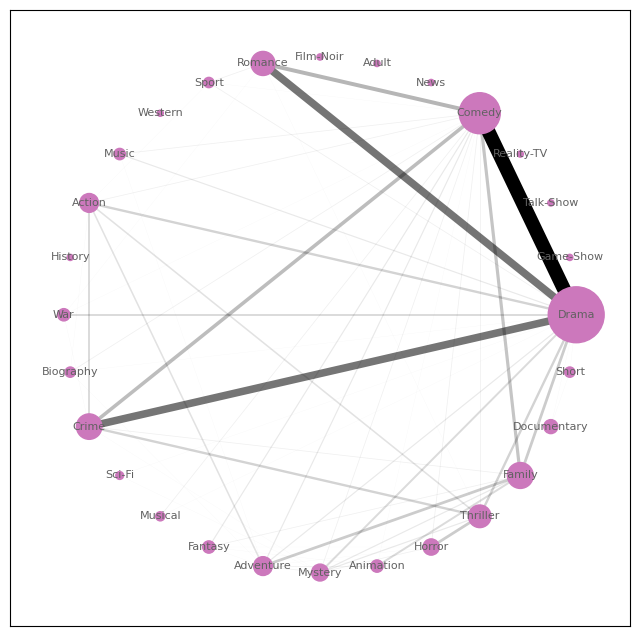 Film-Noir
Romance
Adult
Sport
News
Western
Comedy
Music
Reality-TV
Action
Talk-Show
History
Game-Show
War
Drama
Biography
Short
Crime
Documentary
Sci-Fi
Family
Musical
Thriller
Fantasy
Horror
Adventure
Animation
Mystery